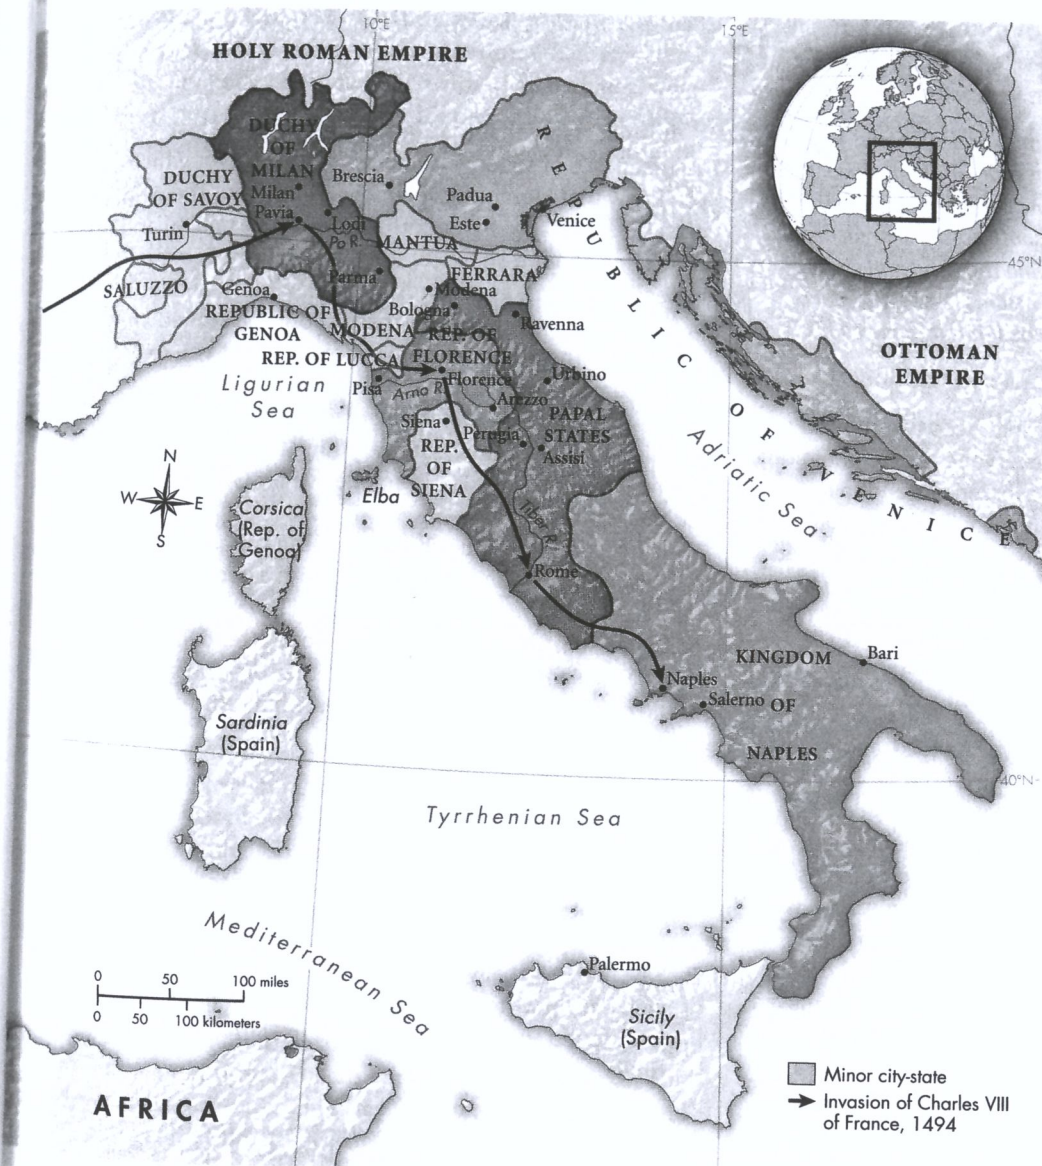 10°E
15°E
HOLY ROMAN EMPIRE
DUCHY
OF
MILAN
DUCHY
OF SAVOY
Milan
Pavia
Brescia
Lodi
Po R.
Turin
Padua
Este
Venice
MANTUA
45°N
SALUZZO
Parma
FERRARA
Genoa
Modena
REPUBLIC OF
GENOA
Bologna
MODENA
REP. OF
FLORENCE
Ravenna
REP. OF LUCCA
Ligurian
Sea
Pisa
Florence
Arno R.
Arezzo
Urbino
OTTOMAN
EMPIRE
Siena
Perugia
PAPAL
STATES
Assisi
REP.
OF
SIENA
Elba
REPUBLIC OF VENICE
Adriatic Sea
N
W E
S
Corsica
(Rep. of
Genoa)
Tiber R.
Rome
KINGDOM
OF
NAPLES
Bari
Naples
Salerno
Sardinia
(Spain)
40°N
Tyrrhenian Sea
Mediterranean Sea
Palermo
Sicily
(Spain)
0 50 100 miles
0 50 100 kilometers
AFRICA
Minor city-state
Invasion of Charles VIII
of France, 1494